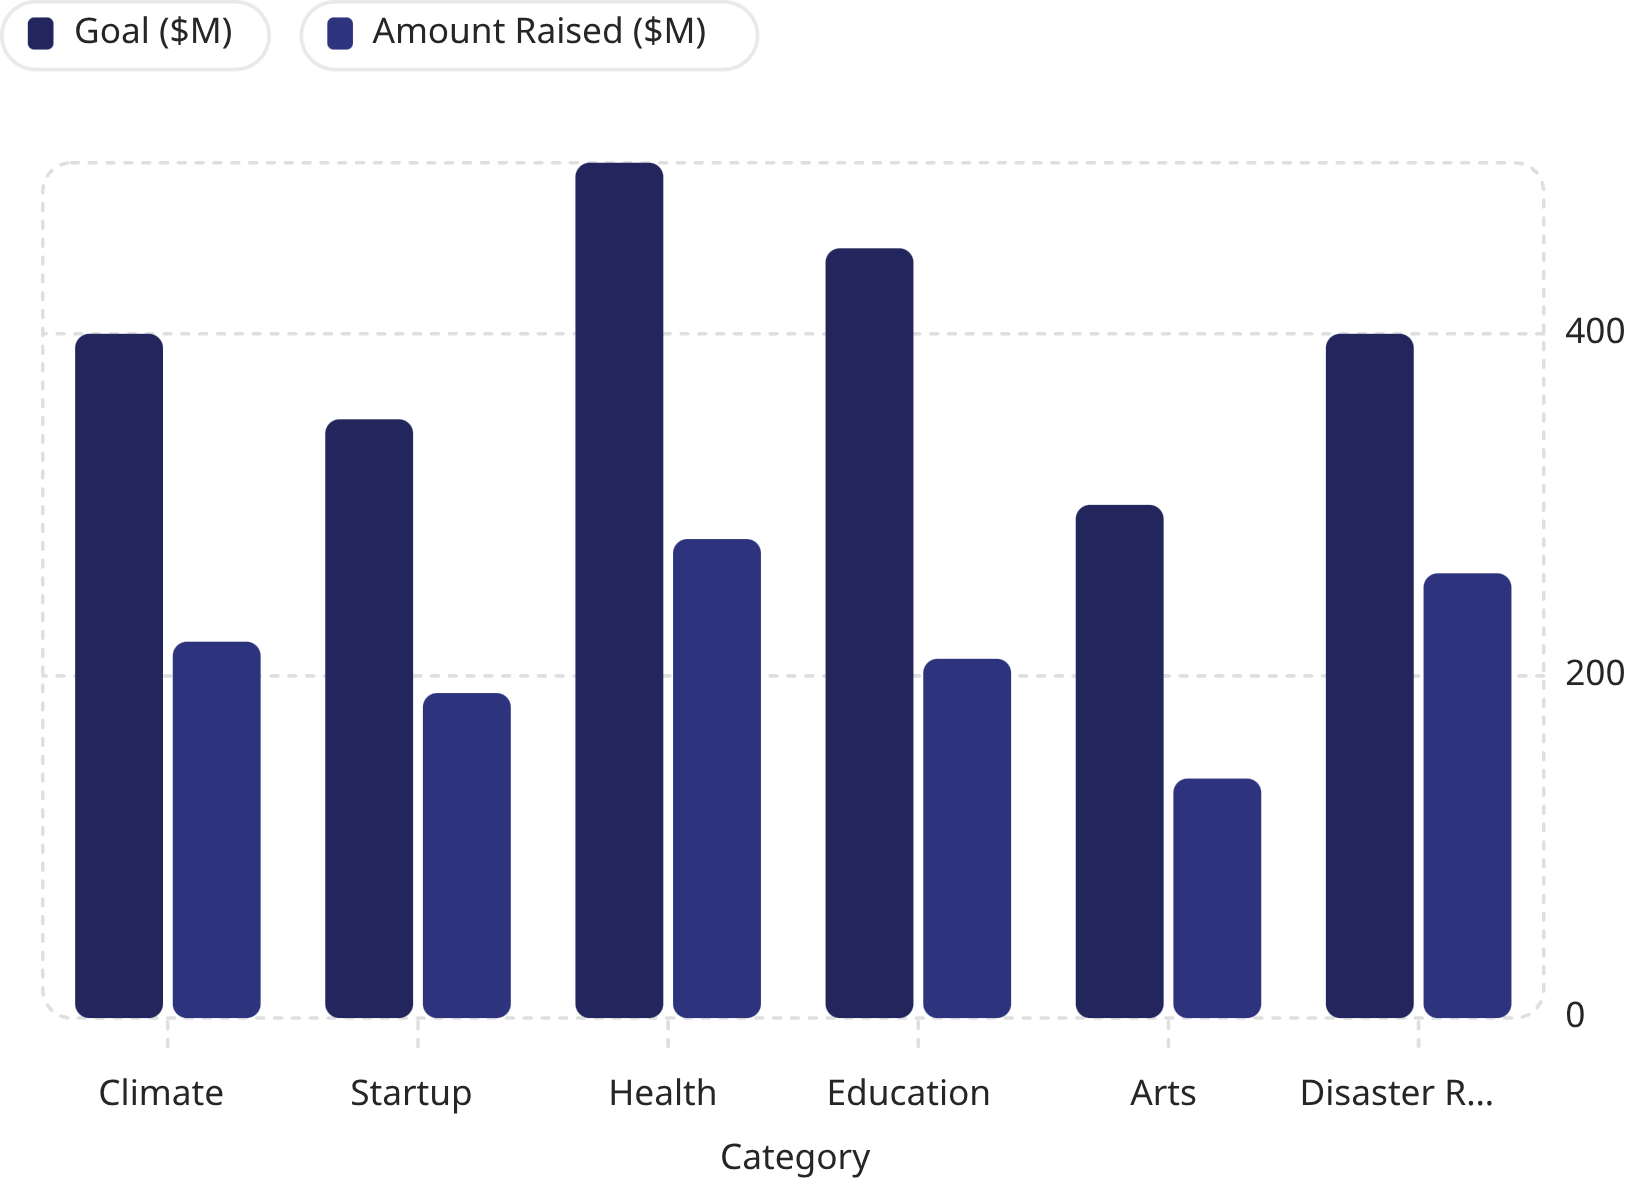 Goal ($M) Amount Raised ($M)
400
200
0
Climate Startup Health Education Arts Disaster R...
Category